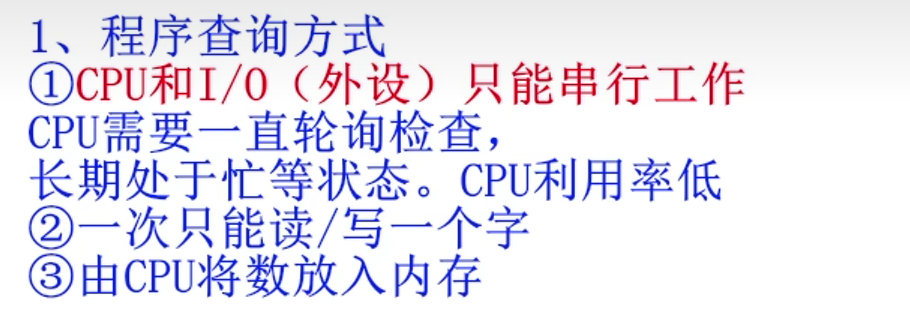 1、程序查询方式
①CPU和I/O（外设）只能串行工作
CPU需要一直轮询检查，
长期处于忙等状态。CPU利用率低
②一次只能读/写一个字
③由CPU将数放入内存